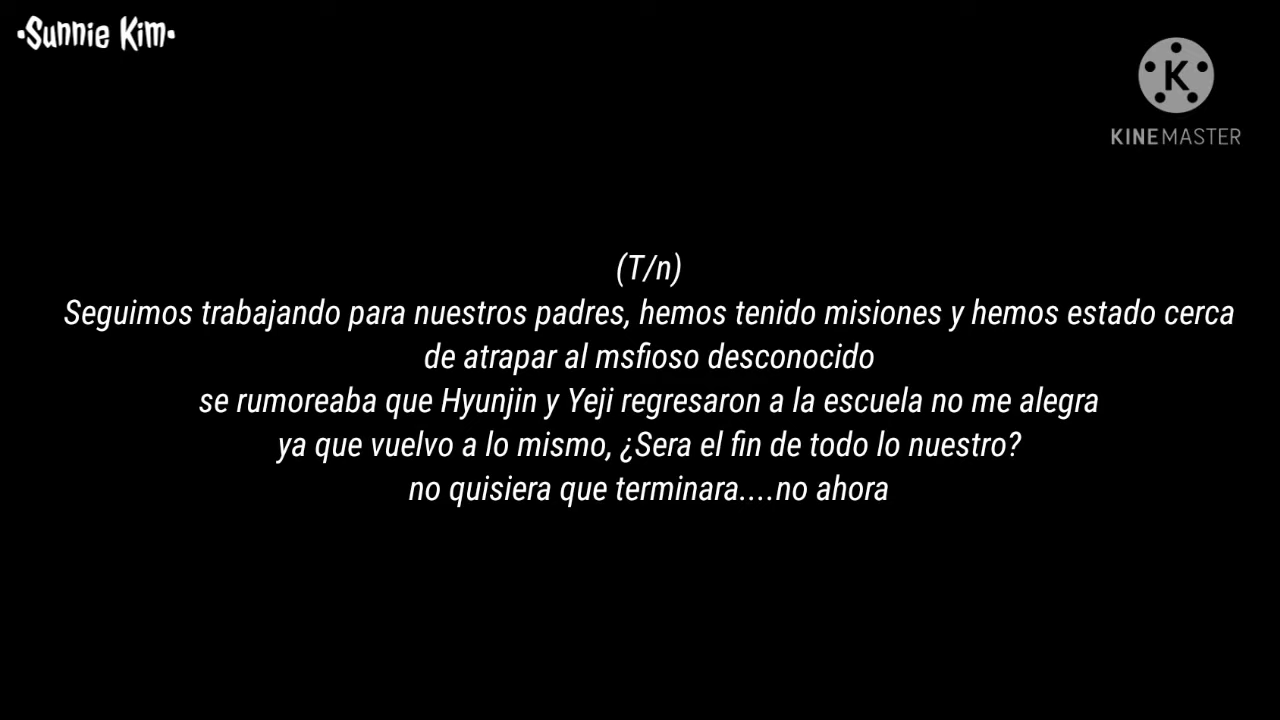 •Sunnie Kim•
K
KINEMASTER
(T/n)
Seguimos trabajando para nuestros padres, hemos tenido misiones y hemos estado cerca
de atrapar al msfioso desconocido
se rumoreaba que Hyunjin y Yeji regresaron a la escuela no me alegra
ya que vuelvo a lo mismo, ¿Sera el fin de todo lo nuestro?
no quisiera que terminara....no ahora